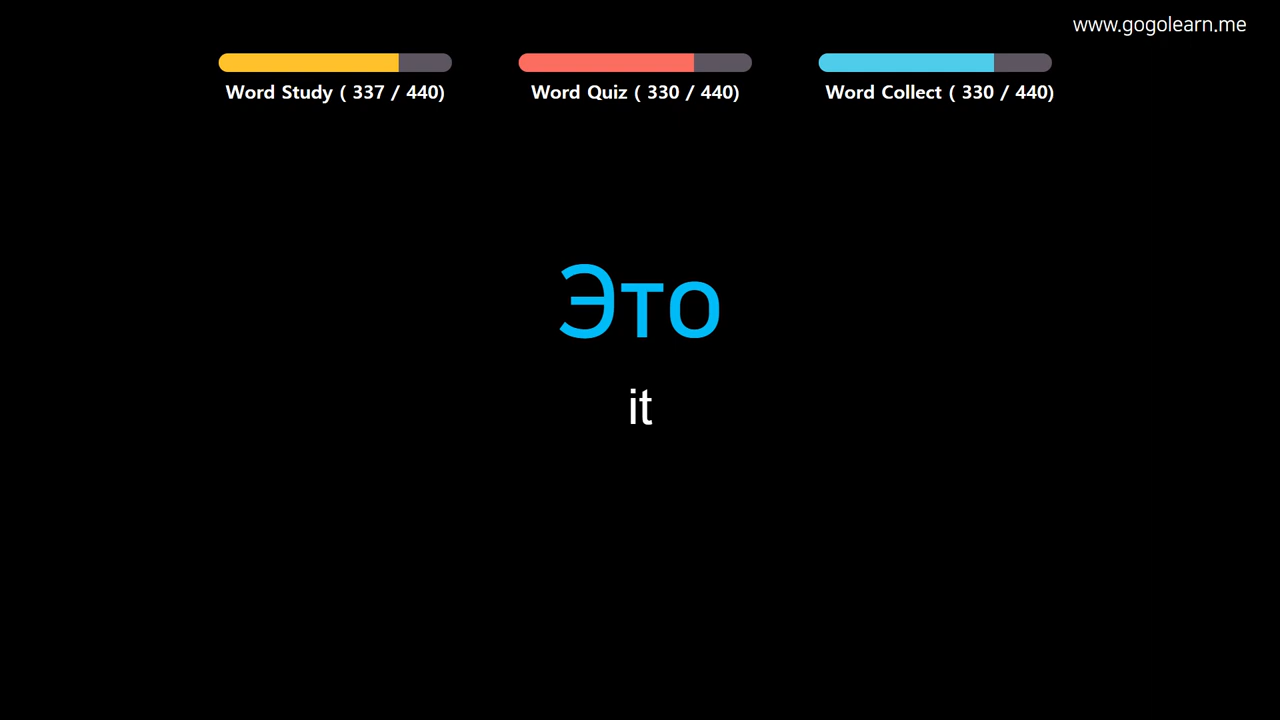 www.gogolearn.me
Word Study ( 337 / 440)
Word Quiz ( 330 / 440)
Word Collect ( 330 / 440)
Это
it